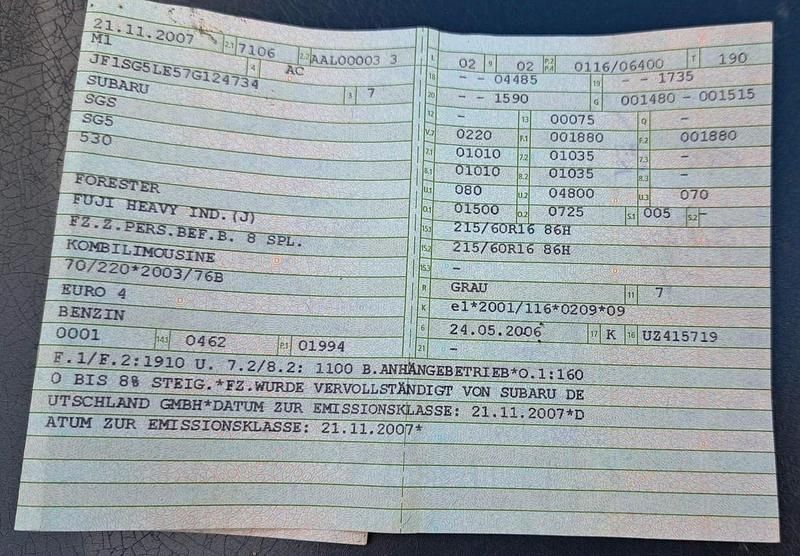 21.11.2007 2.1 7106 2.2 AAL00003 3
M1 4 AC
JF1SG5LE57G124734 3 7
SUBARU
SGS
SG5
530
FORESTER
FUJI HEAVY IND.(J)
FZ.Z.PERS.BEF.B. 8 SPL.
KOMBILIMOUSINE
70/220*2003/76B
EURO 4
BENZIN
0001 14.1 0462 P.1 01994
L 02 9 02 P.2 P.4 0116/06400 T 190
18 - - 04485 19 - - 1735
20 - - 1590 G 001480 - 001515
12 - 13 00075 Q -
V.7 0220 F.1 001880 F.2 001880
7.1 01010 7.2 01035 7.3 -
8.1 01010 8.2 01035 8.3 -
U.1 080 U.2 04800 U.3 070
O.1 01500 O.2 0725 S.1 005 S.2 -
15.1 215/60R16 86H
15.2 215/60R16 86H
15.3 -
R GRAU 11 7
K e1*2001/116*0209*09
6 24.05.2006 17 K 16 UZ415719
21 -
F.1/F.2:1910 U. 7.2/8.2: 1100 B.ANHÄNGEBETRIEB*O.1:160
0 BIS 8% STEIG.*FZ.WURDE VERVOLLSTÄNDIGT VON SUBARU DE
UTSCHLAND GMBH*DATUM ZUR EMISSIONSKLASSE: 21.11.2007*D
ATUM ZUR EMISSIONSKLASSE: 21.11.2007*